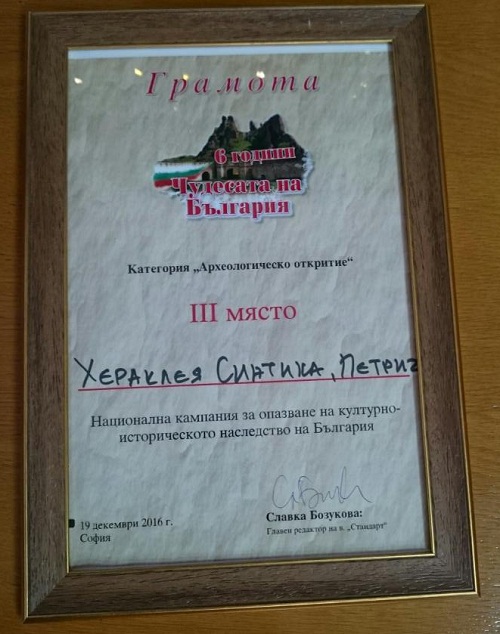 Грамота
6 години
Чудесата на
България
Категория „Археологическо откритие“
III място
Хераклея Синтика, Петрич
Национална кампания за опазване на културно-
историческото наследство на България
19 декември 2016 г.
София
Славка Бозукова:
Главен редактор на в. „Стандарт“